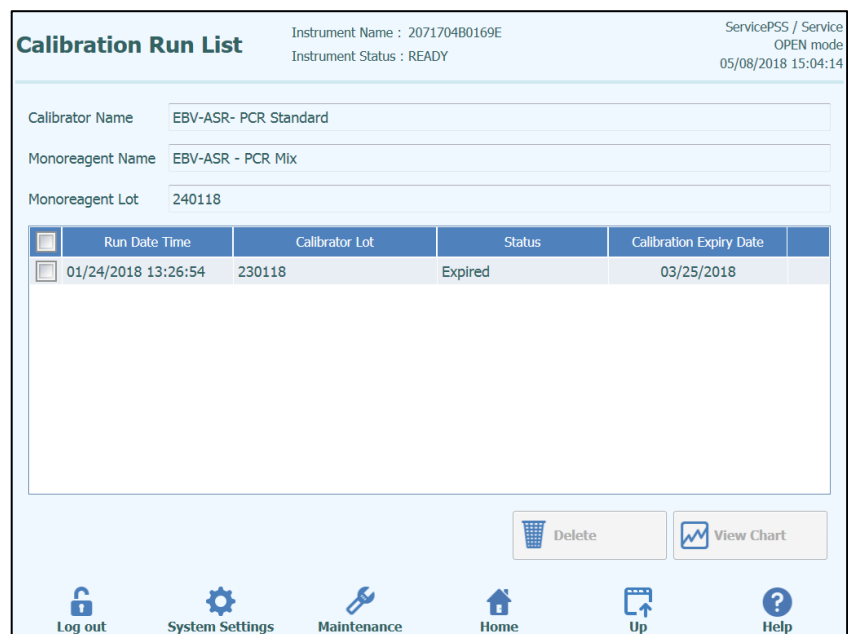 Calibration Run List
Instrument Name : 2071704B0169E
Instrument Status : READY
ServicePSS / Service
OPEN mode
05/08/2018 15:04:14
Calibrator Name EBV-ASR- PCR Standard
Monoreagent Name EBV-ASR - PCR Mix
Monoreagent Lot 240118
Run Date Time Calibrator Lot Status Calibration Expiry Date
01/24/2018 13:26:54 230118 Expired 03/25/2018
Delete View Chart
Log out System Settings Maintenance Home Up Help